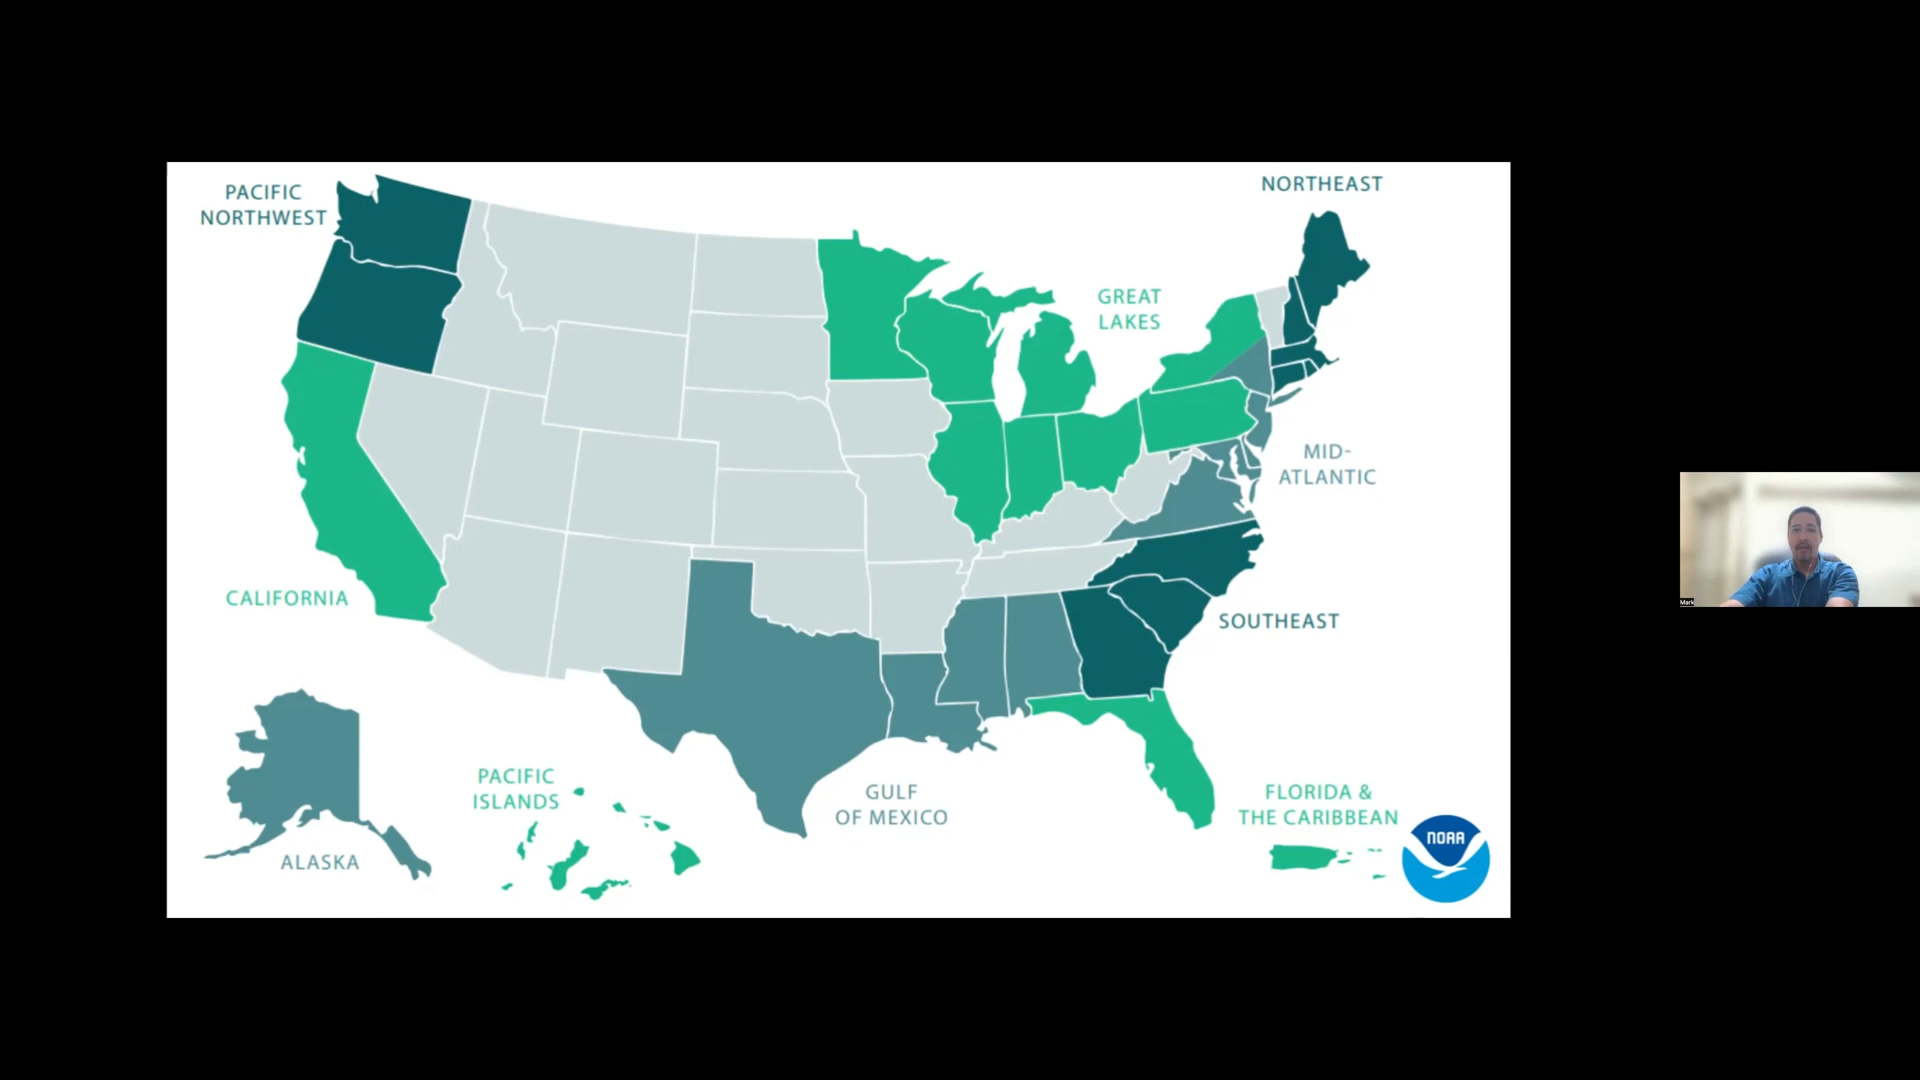 PACIFIC
NORTHWEST
NORTHEAST
GREAT
LAKES
MID-
ATLANTIC
CALIFORNIA
SOUTHEAST
PACIFIC
ISLANDS
GULF
OF MEXICO
FLORIDA &
THE CARIBBEAN
ALASKA
NOAA
Mark